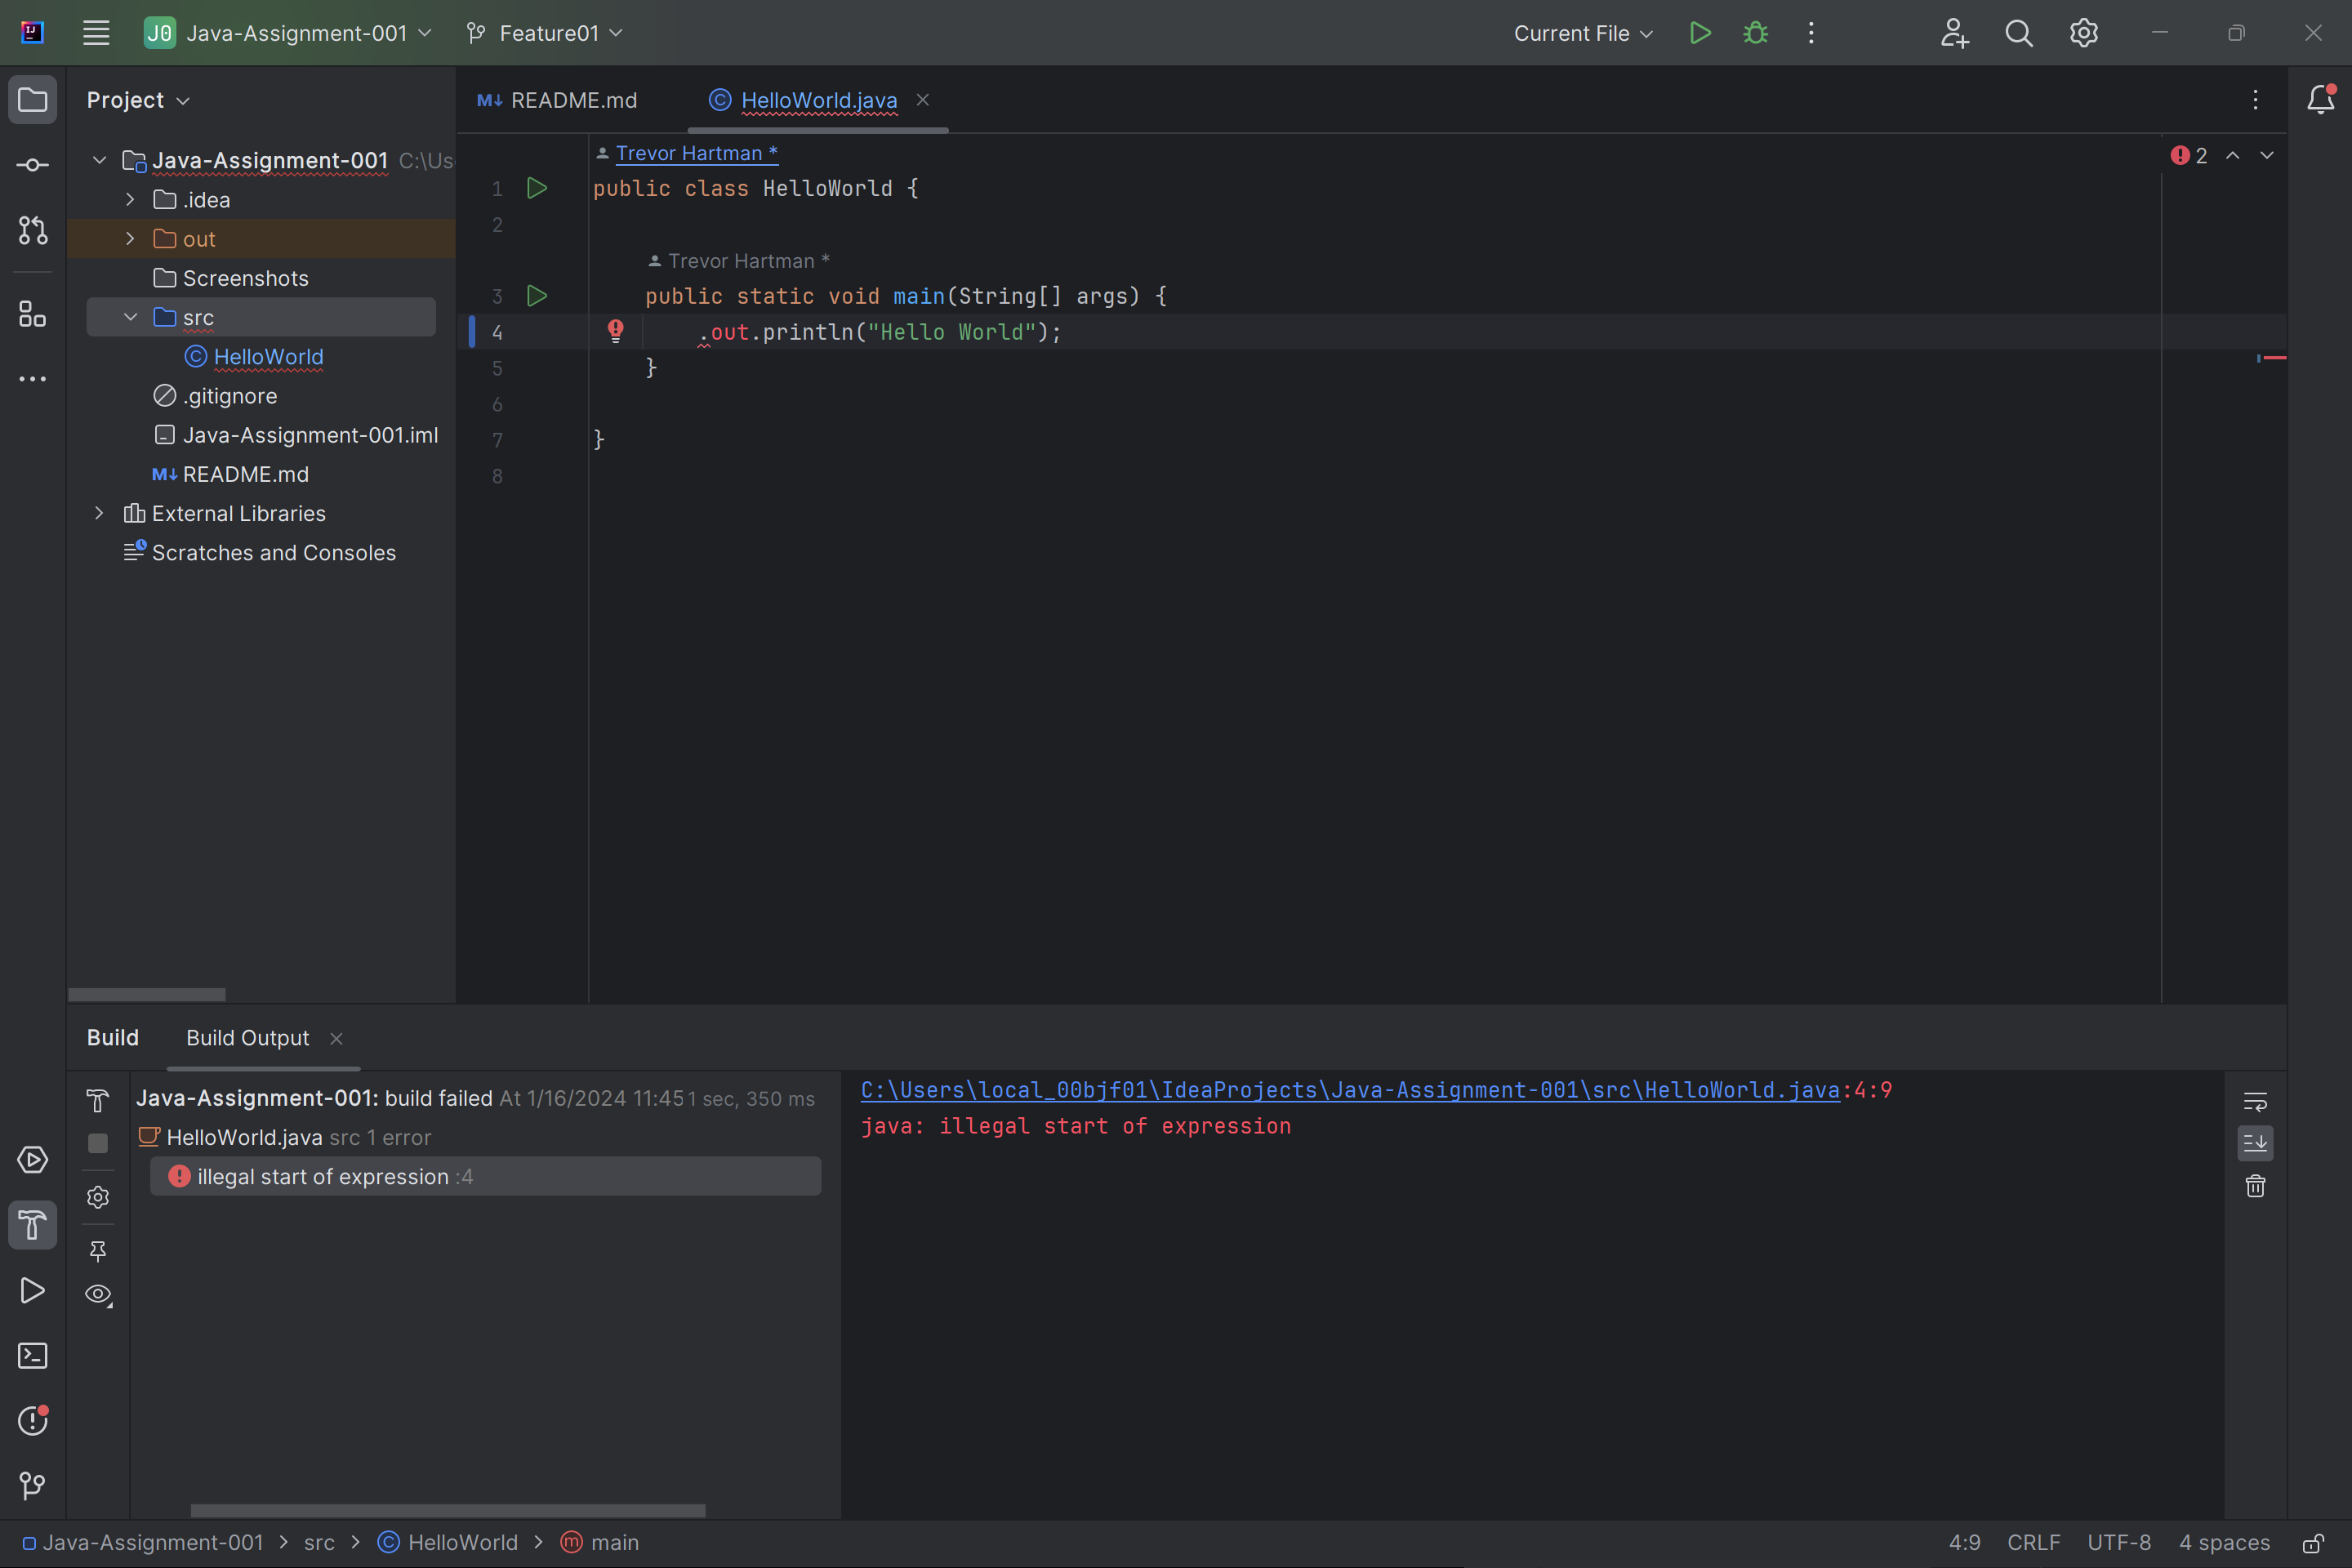 J0 Java-Assignment-001 Feature01 Current File
Project
Java-Assignment-001 C:\Us
.idea
out
Screenshots
src
HelloWorld
.gitignore
Java-Assignment-001.iml
M↓ README.md
External Libraries
Scratches and Consoles
M↓ README.md HelloWorld.java
2
Trevor Hartman *
1 public class HelloWorld {
2
Trevor Hartman *
3 public static void main(String[] args) {
4 .out.println("Hello World");
5 }
6
7 }
8
Build Build Output
Java-Assignment-001: build failed At 1/16/2024 11:45 1 sec, 350 ms
HelloWorld.java src 1 error
illegal start of expression :4
C:\Users\local_00bjf01\IdeaProjects\Java-Assignment-001\src\HelloWorld.java:4:9
java: illegal start of expression
Java-Assignment-001 > src > HelloWorld > main 4:9 CRLF UTF-8 4 spaces